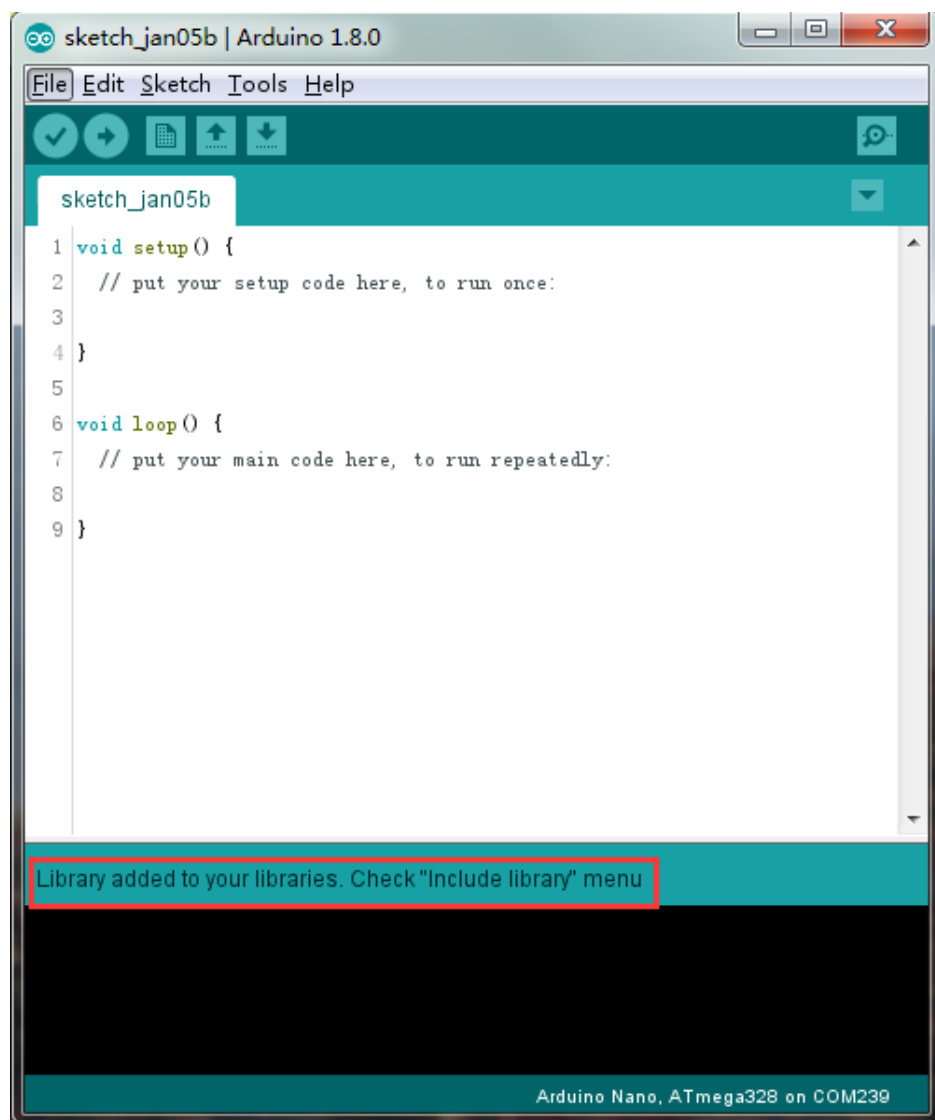 sketch_jan05b | Arduino 1.8.0
File Edit Sketch Tools Help
sketch_jan05b
1 void setup() {
2   // put your setup code here, to run once:
3
4 }
5
6 void loop() {
7   // put your main code here, to run repeatedly:
8
9 }
Library added to your libraries. Check "Include library" menu
Arduino Nano, ATmega328 on COM239